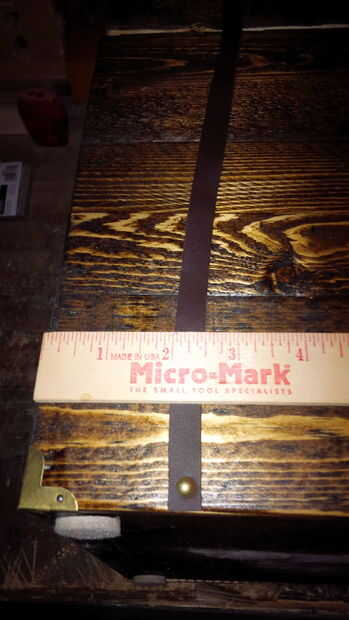 1 MADE IN USA 2 3 4
Micro-Mark®
THE SMALL TOOL SPECIALISTS